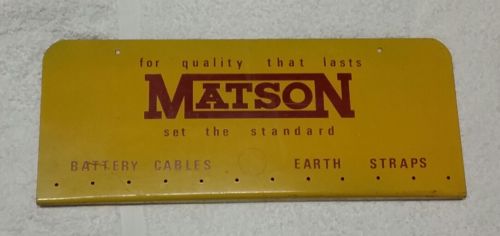 for quality that lasts
MATSON
set the standard
BATTERY CABLES EARTH STRAPS